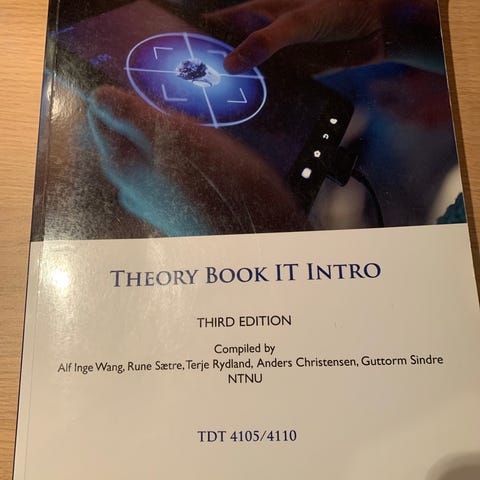 THEORY BOOK IT INTRO
THIRD EDITION
Compiled by
Alf Inge Wang, Rune Sætre, Terje Rydland, Anders Christensen, Guttorm Sindre
NTNU
TDT 4105/4110